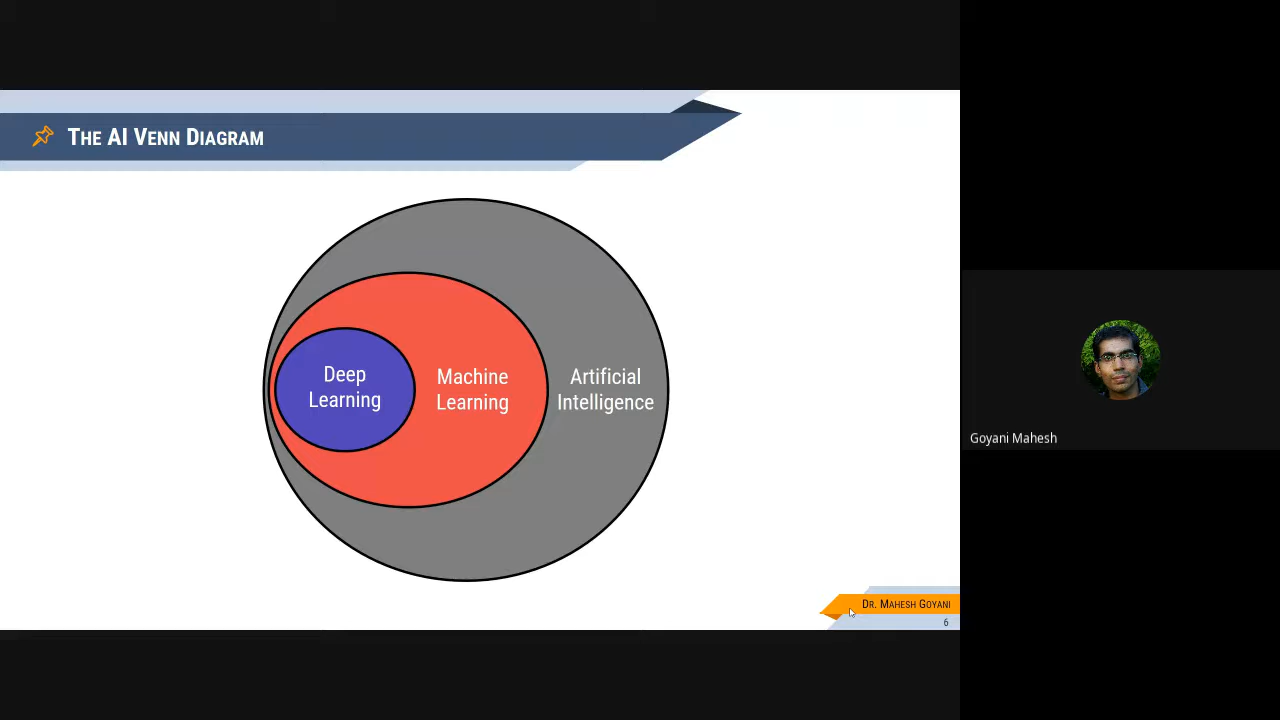 The AI Venn Diagram
Deep
Learning
Machine
Learning
Artificial
Intelligence
Goyani Mahesh
Dr. Mahesh Goyani
6